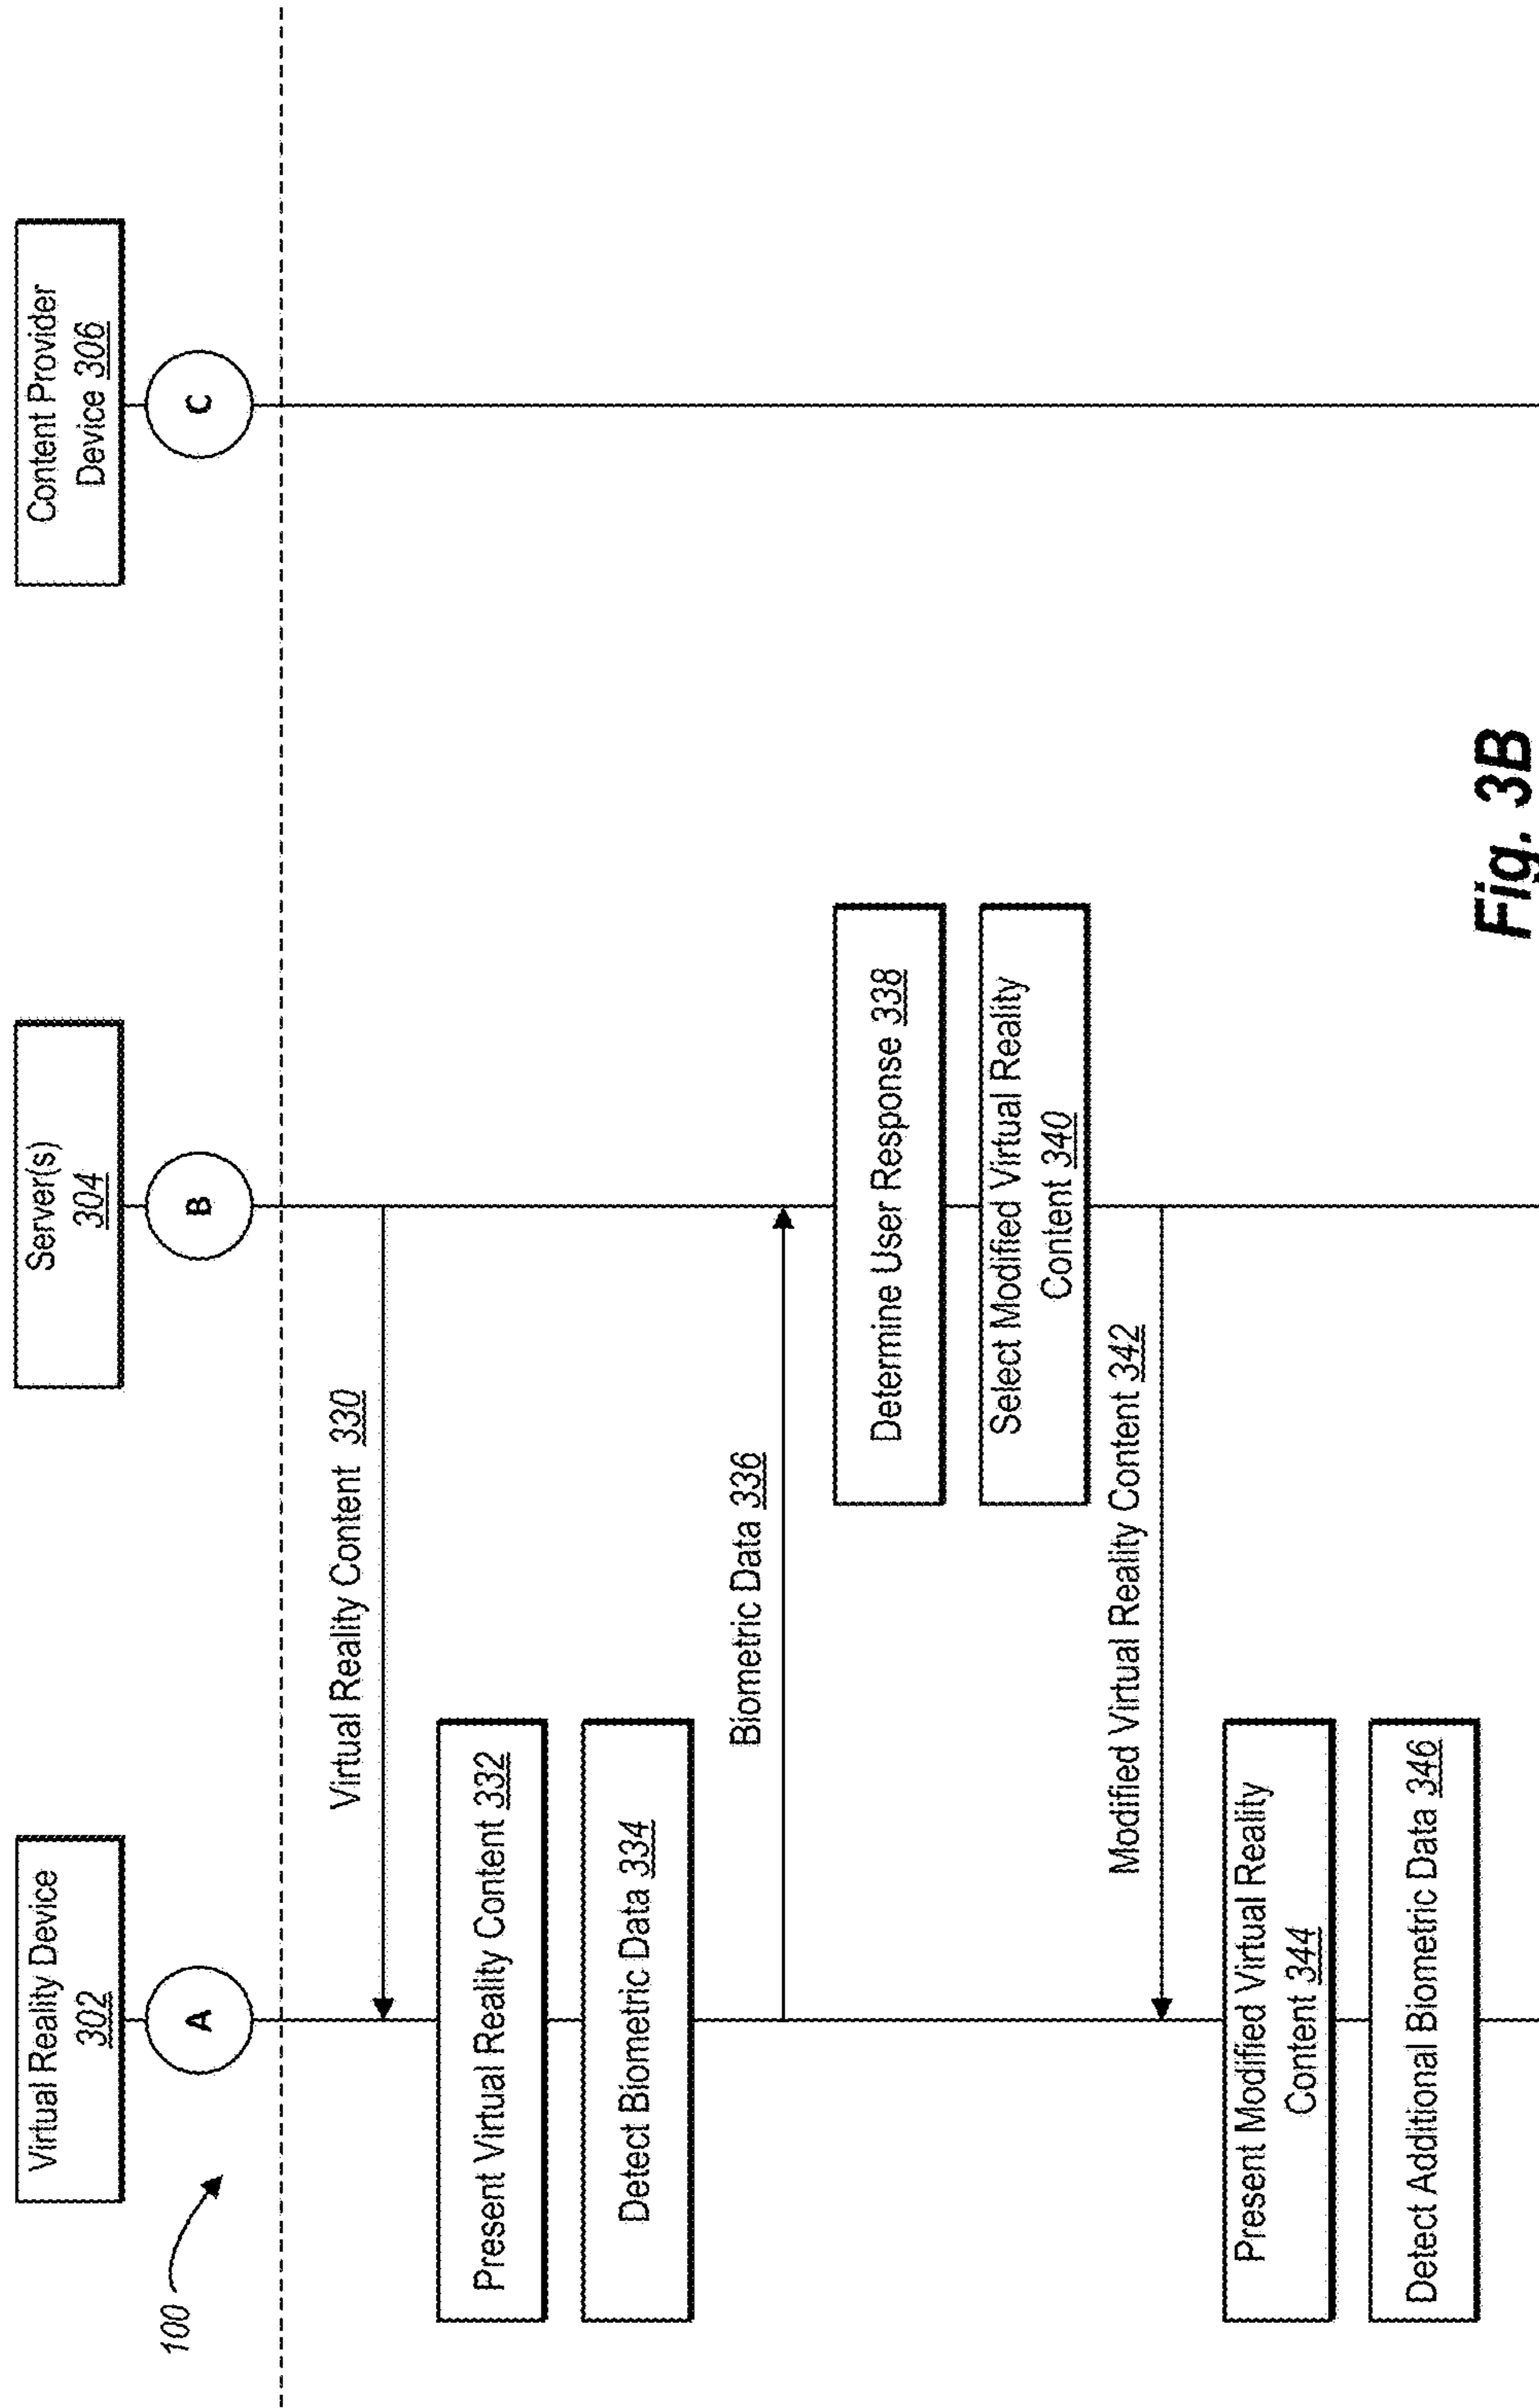 Virtual Reality Device
302
Server(s)
304
Content Provider
Device 306
100
A
B
C
Virtual Reality Content 330
Present Virtual Reality Content 332
Detect Biometric Data 334
Biometric Data 336
Determine User Response 338
Select Modified Virtual Reality
Content 340
Modified Virtual Reality Content 342
Present Modified Virtual Reality
Content 344
Detect Additional Biometric Data 346
Fig. 3B